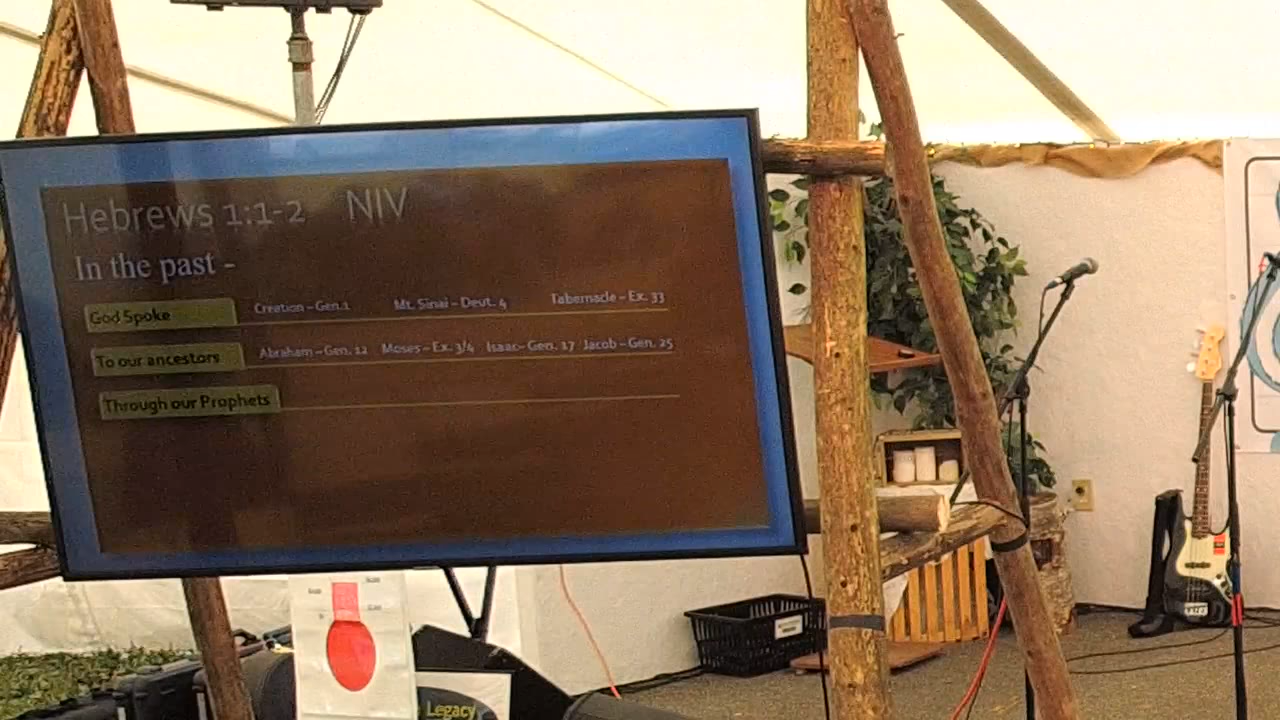 Hebrews 1:1-2 NIV
In the past -
God Spoke Creation - Gen.1 Mt. Sinai - Deut. 4 Tabernacle - Ex. 33
To our ancestors Abraham - Gen. 12 Moses - Ex. 3/4 Isaac - Gen. 17 Jacob - Gen. 25
Through our Prophets
Legacy